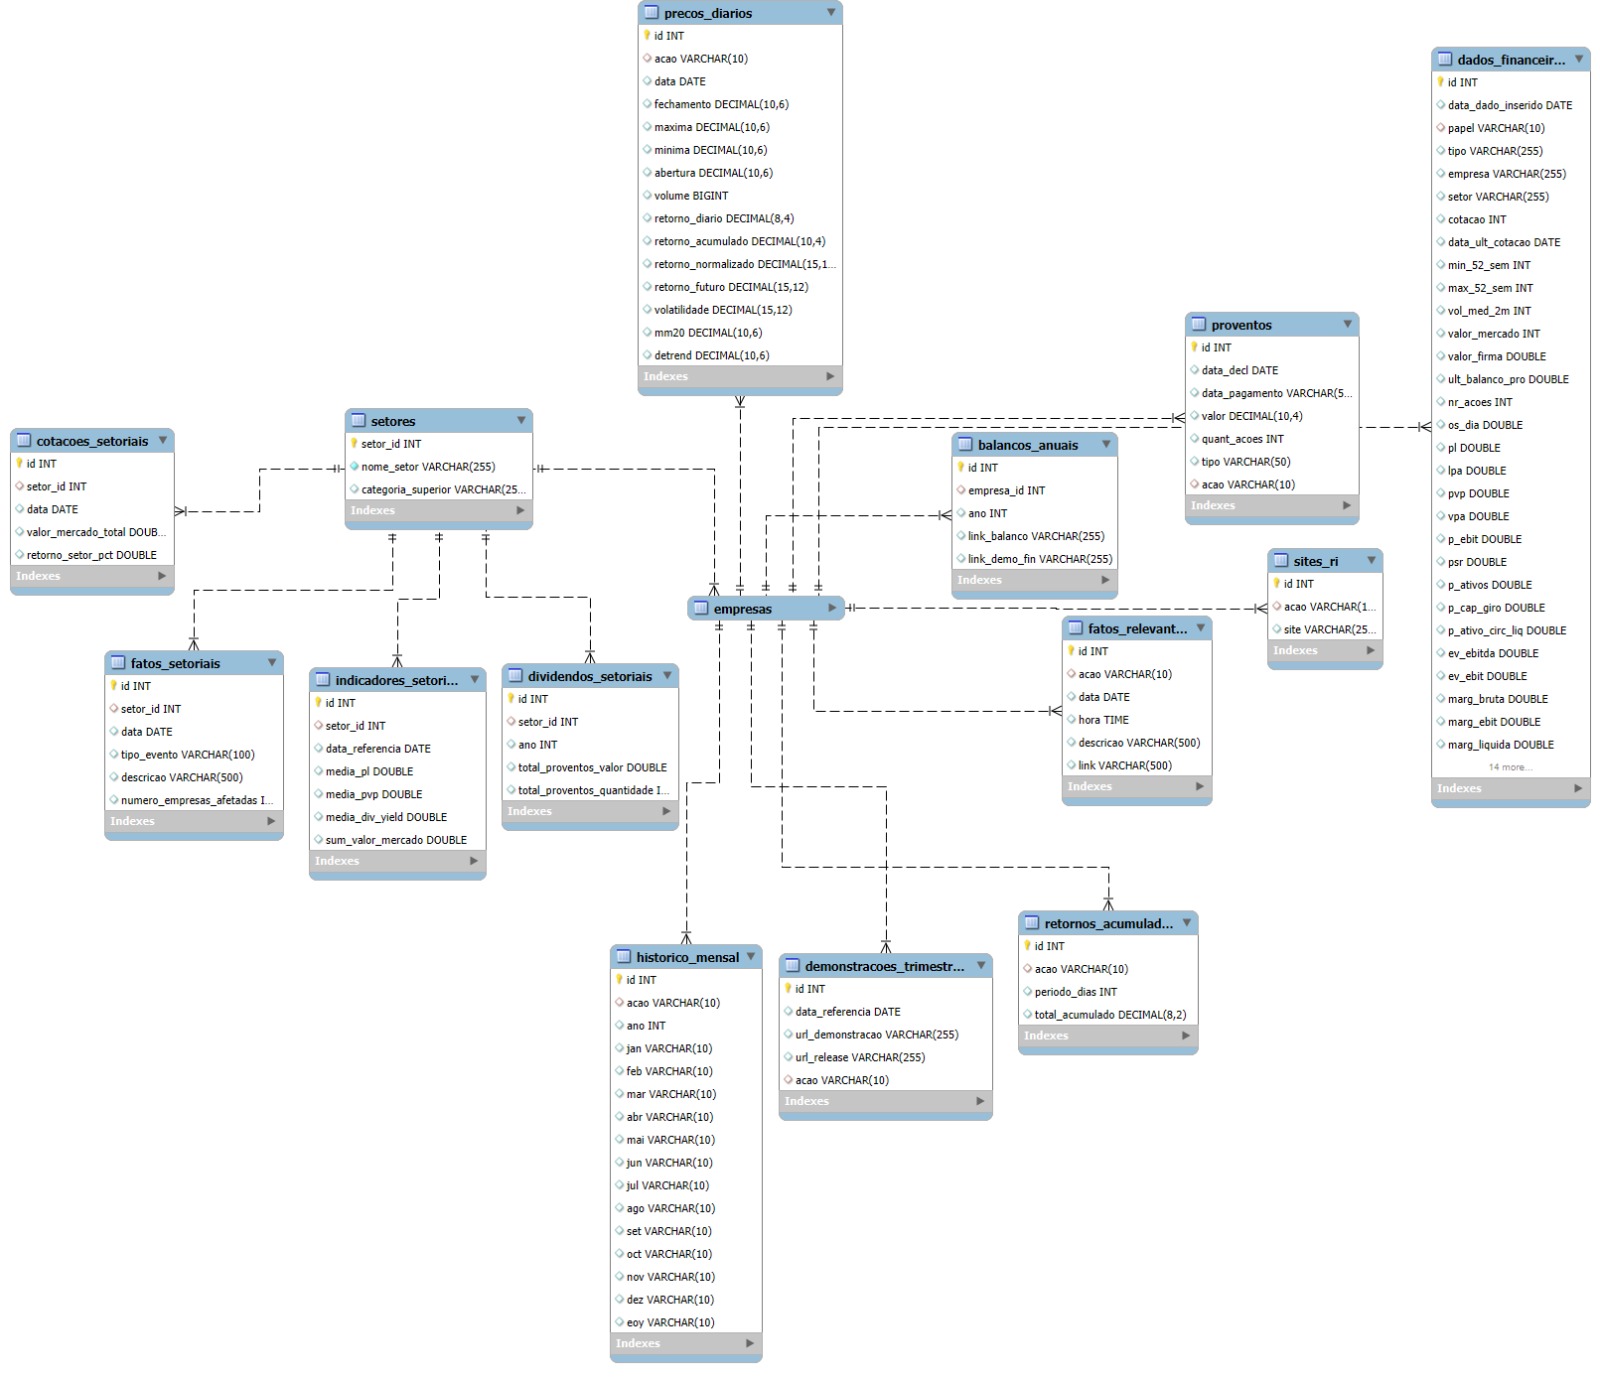 precos_diarios
id INT
acao VARCHAR(10)
data DATE
fechamento DECIMAL(10,6)
maxima DECIMAL(10,6)
minima DECIMAL(10,6)
abertura DECIMAL(10,6)
volume BIGINT
retorno_diario DECIMAL(8,4)
retorno_acumulado DECIMAL(10,4)
retorno_normalizado DECIMAL(15,1...
retorno_futuro DECIMAL(15,12)
volatilidade DECIMAL(15,12)
mm20 DECIMAL(10,6)
detrend DECIMAL(10,6)
Indexes
dados_financeir...
id INT
data_dado_inserido DATE
papel VARCHAR(10)
tipo VARCHAR(255)
empresa VARCHAR(255)
setor VARCHAR(255)
cotacao INT
data_ult_cotacao DATE
min_52_sem INT
max_52_sem INT
vol_med_2m INT
valor_mercado INT
valor_firma DOUBLE
ult_balanco_pro DOUBLE
nr_acoes INT
os_dia DOUBLE
pl DOUBLE
lpa DOUBLE
pvp DOUBLE
vpa DOUBLE
p_ebit DOUBLE
psr DOUBLE
p_ativos DOUBLE
p_cap_giro DOUBLE
p_ativo_circ_liq DOUBLE
ev_ebitda DOUBLE
ev_ebit DOUBLE
marg_bruta DOUBLE
marg_ebit DOUBLE
marg_liquida DOUBLE
14 more...
Indexes
proventos
id INT
data_decl DATE
data_pagamento VARCHAR(5...
valor DECIMAL(10,4)
quant_acoes INT
tipo VARCHAR(50)
acao VARCHAR(10)
Indexes
setores
setor_id INT
nome_setor VARCHAR(255)
categoria_superior VARCHAR(25...
Indexes
cotacoes_setoriais
id INT
setor_id INT
data DATE
valor_mercado_total DOUB...
retorno_setor_pct DOUBLE
Indexes
balancos_anuais
id INT
empresa_id INT
ano INT
link_balanco VARCHAR(255)
link_demo_fin VARCHAR(255)
Indexes
sites_ri
id INT
acao VARCHAR(1...
site VARCHAR(25...
Indexes
empresas
fatos_relevant...
id INT
acao VARCHAR(10)
data DATE
hora TIME
descricao VARCHAR(500)
link VARCHAR(500)
Indexes
fatos_setoriais
id INT
setor_id INT
data DATE
tipo_evento VARCHAR(100)
descricao VARCHAR(500)
numero_empresas_afetadas I...
Indexes
indicadores_setori...
id INT
setor_id INT
data_referencia DATE
media_pl DOUBLE
media_pvp DOUBLE
media_div_yield DOUBLE
sum_valor_mercado DOUBLE
Indexes
dividendos_setoriais
id INT
setor_id INT
ano INT
total_proventos_valor DOUBLE
total_proventos_quantidade I...
Indexes
historico_mensal
id INT
acao VARCHAR(10)
ano INT
jan VARCHAR(10)
feb VARCHAR(10)
mar VARCHAR(10)
abr VARCHAR(10)
mai VARCHAR(10)
jun VARCHAR(10)
jul VARCHAR(10)
ago VARCHAR(10)
set VARCHAR(10)
oct VARCHAR(10)
nov VARCHAR(10)
dez VARCHAR(10)
eoy VARCHAR(10)
Indexes
demonstracoes_trimestr...
id INT
data_referencia DATE
url_demonstracao VARCHAR(255)
url_release VARCHAR(255)
acao VARCHAR(10)
Indexes
retornos_acumulad...
id INT
acao VARCHAR(10)
periodo_dias INT
total_acumulado DECIMAL(8,2)
Indexes